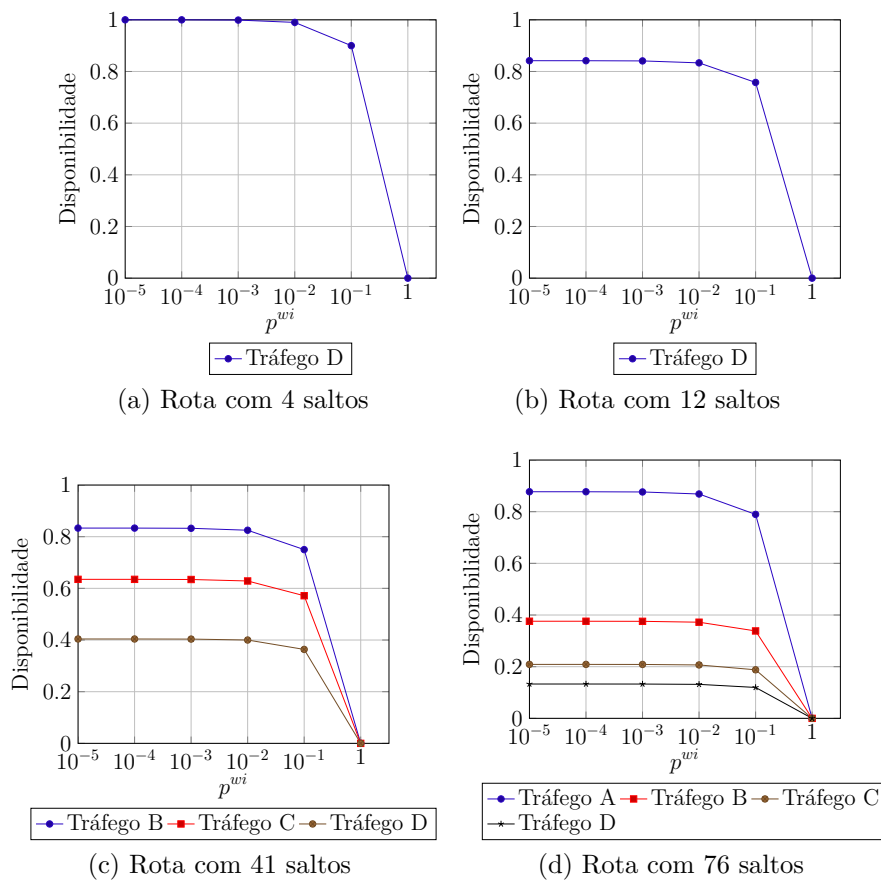 1
0.8
0.6
0.4
0.2
0
Disponibilidade
10⁻⁵ 10⁻⁴ 10⁻³ 10⁻² 10⁻¹ 1
p^{wi}
Tráfego D
(a) Rota com 4 saltos
1
0.8
0.6
0.4
0.2
0
Disponibilidade
10⁻⁵ 10⁻⁴ 10⁻³ 10⁻² 10⁻¹ 1
p^{wi}
Tráfego D
(b) Rota com 12 saltos
1
0.8
0.6
0.4
0.2
0
Disponibilidade
10⁻⁵ 10⁻⁴ 10⁻³ 10⁻² 10⁻¹ 1
p^{wi}
Tráfego B Tráfego C Tráfego D
(c) Rota com 41 saltos
1
0.8
0.6
0.4
0.2
0
Disponibilidade
10⁻⁵ 10⁻⁴ 10⁻³ 10⁻² 10⁻¹ 1
p^{wi}
Tráfego A Tráfego B Tráfego C
Tráfego D
(d) Rota com 76 saltos